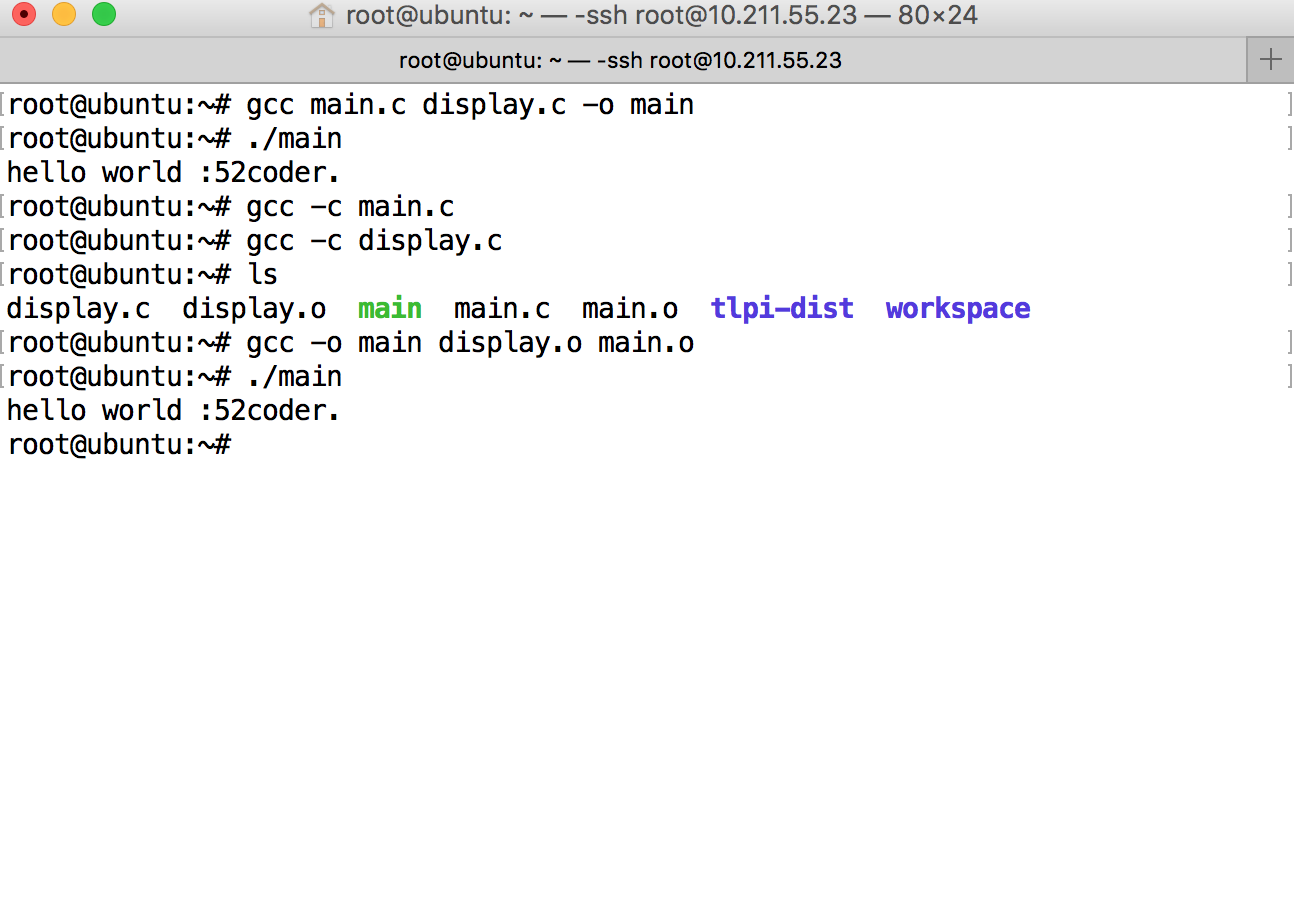 root@ubuntu: ~ — -ssh root@10.211.55.23 — 80×24
root@ubuntu: ~ — -ssh root@10.211.55.23
root@ubuntu:~# gcc main.c display.c -o main
root@ubuntu:~# ./main
hello world :52coder.
root@ubuntu:~# gcc -c main.c
root@ubuntu:~# gcc -c display.c
root@ubuntu:~# ls
display.c  display.o  main  main.c  main.o  tlpi-dist  workspace
root@ubuntu:~# gcc -o main display.o main.o
root@ubuntu:~# ./main
hello world :52coder.
root@ubuntu:~#